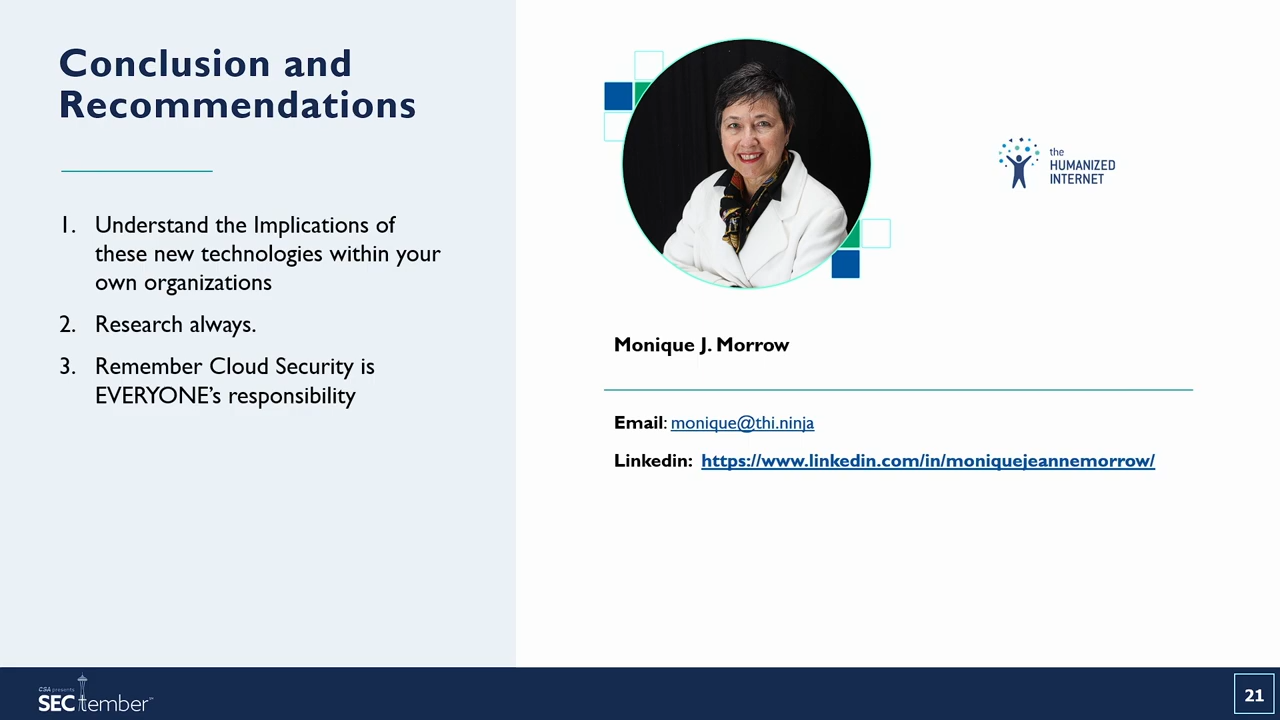 Conclusion and
Recommendations
1. Understand the Implications of
these new technologies within your
own organizations
2. Research always.
3. Remember Cloud Security is
EVERYONE’s responsibility
the
HUMANIZED
INTERNET
Monique J. Morrow
Email: monique@thi.ninja
Linkedin: https://www.linkedin.com/in/moniquejeannemorrow/
CSA presents
SECtember
21